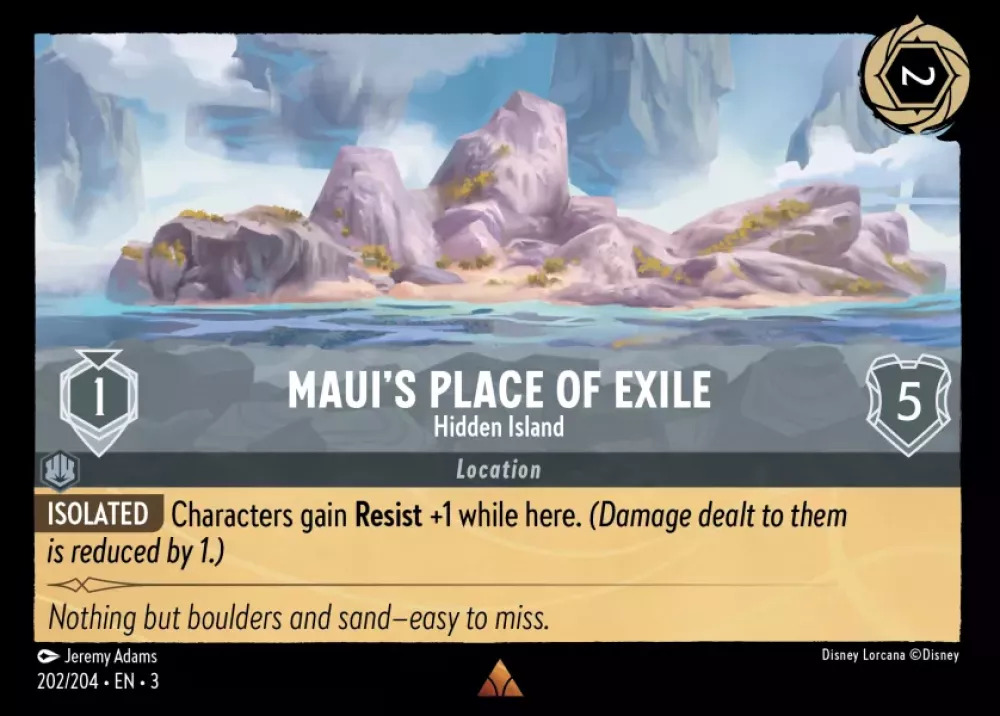 2
1
MAUI'S PLACE OF EXILE
5
Hidden Island
Location
ISOLATED Characters gain Resist +1 while here. (Damage dealt to them
is reduced by 1.)
Nothing but boulders and sand–easy to miss.
Jeremy Adams
Disney Lorcana ©Disney
202/204 • EN • 3